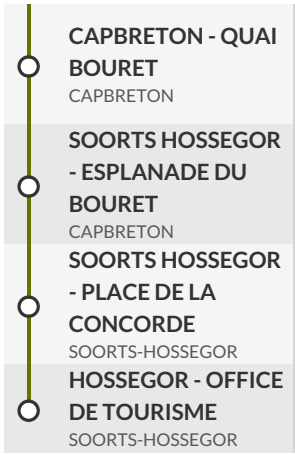 CAPBRETON - QUAI
BOURET
CAPBRETON
SOORTS HOSSEGOR
- ESPLANADE DU
BOURET
CAPBRETON
SOORTS HOSSEGOR
- PLACE DE LA
CONCORDE
SOORTS-HOSSEGOR
HOSSEGOR - OFFICE
DE TOURISME
SOORTS-HOSSEGOR